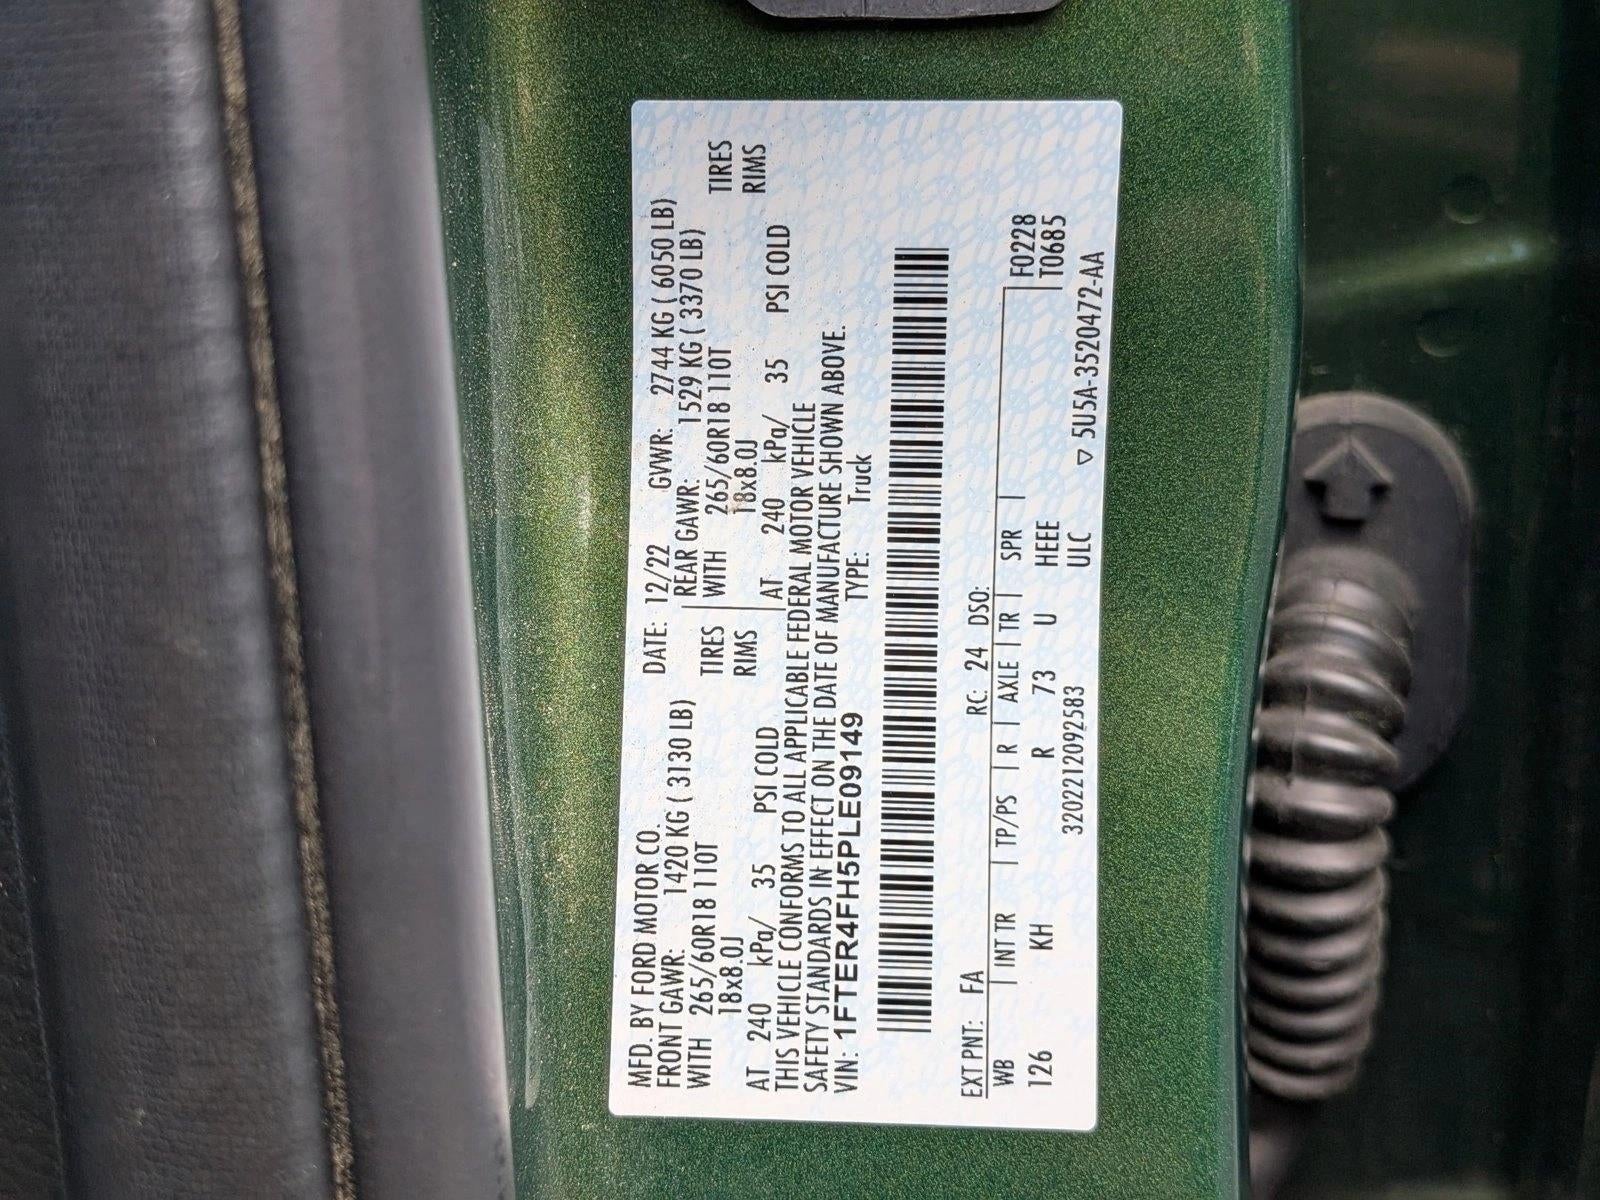 MFD. BY FORD MOTOR CO.
DATE: 12/22 GVWR: 2744 KG ( 6050 LB)
FRONT GAWR: 1420 KG ( 3130 LB)
REAR GAWR: 1529 KG ( 3370 LB)
WITH 265/60R18 110T TIRES
WITH 265/60R18 110T TIRES
18x8.0J RIMS
18x8.0J RIMS
AT 240 kPa/ 35 PSI COLD
AT 240 kPa/ 35 PSI COLD
THIS VEHICLE CONFORMS TO ALL APPLICABLE FEDERAL MOTOR VEHICLE
SAFETY STANDARDS IN EFFECT ON THE DATE OF MANUFACTURE SHOWN ABOVE.
VIN: 1FTER4FH5PLE09149 TYPE: Truck
EXT PNT: FA RC: 24 DSO:
WB | INT TR | TP/PS | R | AXLE | TR | SPR | F0228
126 KH R 73 U HEEE T0685
3202212092583 ULC ▽ 5U5A-3520472-AA